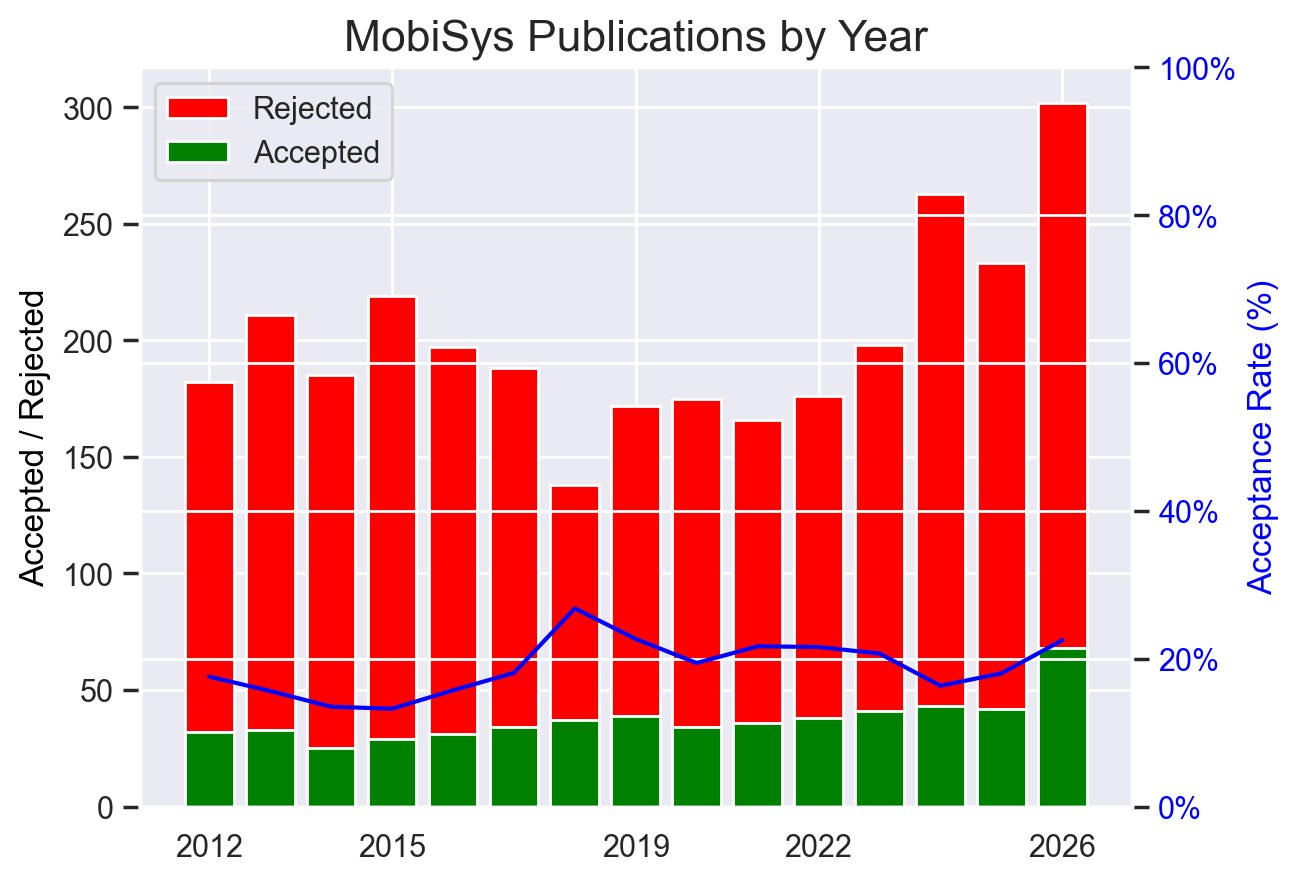 MobiSys Publications by Year
Rejected
Accepted
Accepted / Rejected
300
250
200
150
100
50
0
100%
80%
60%
40%
20%
0%
Acceptance Rate (%)
2012 2015 2019 2022 2026